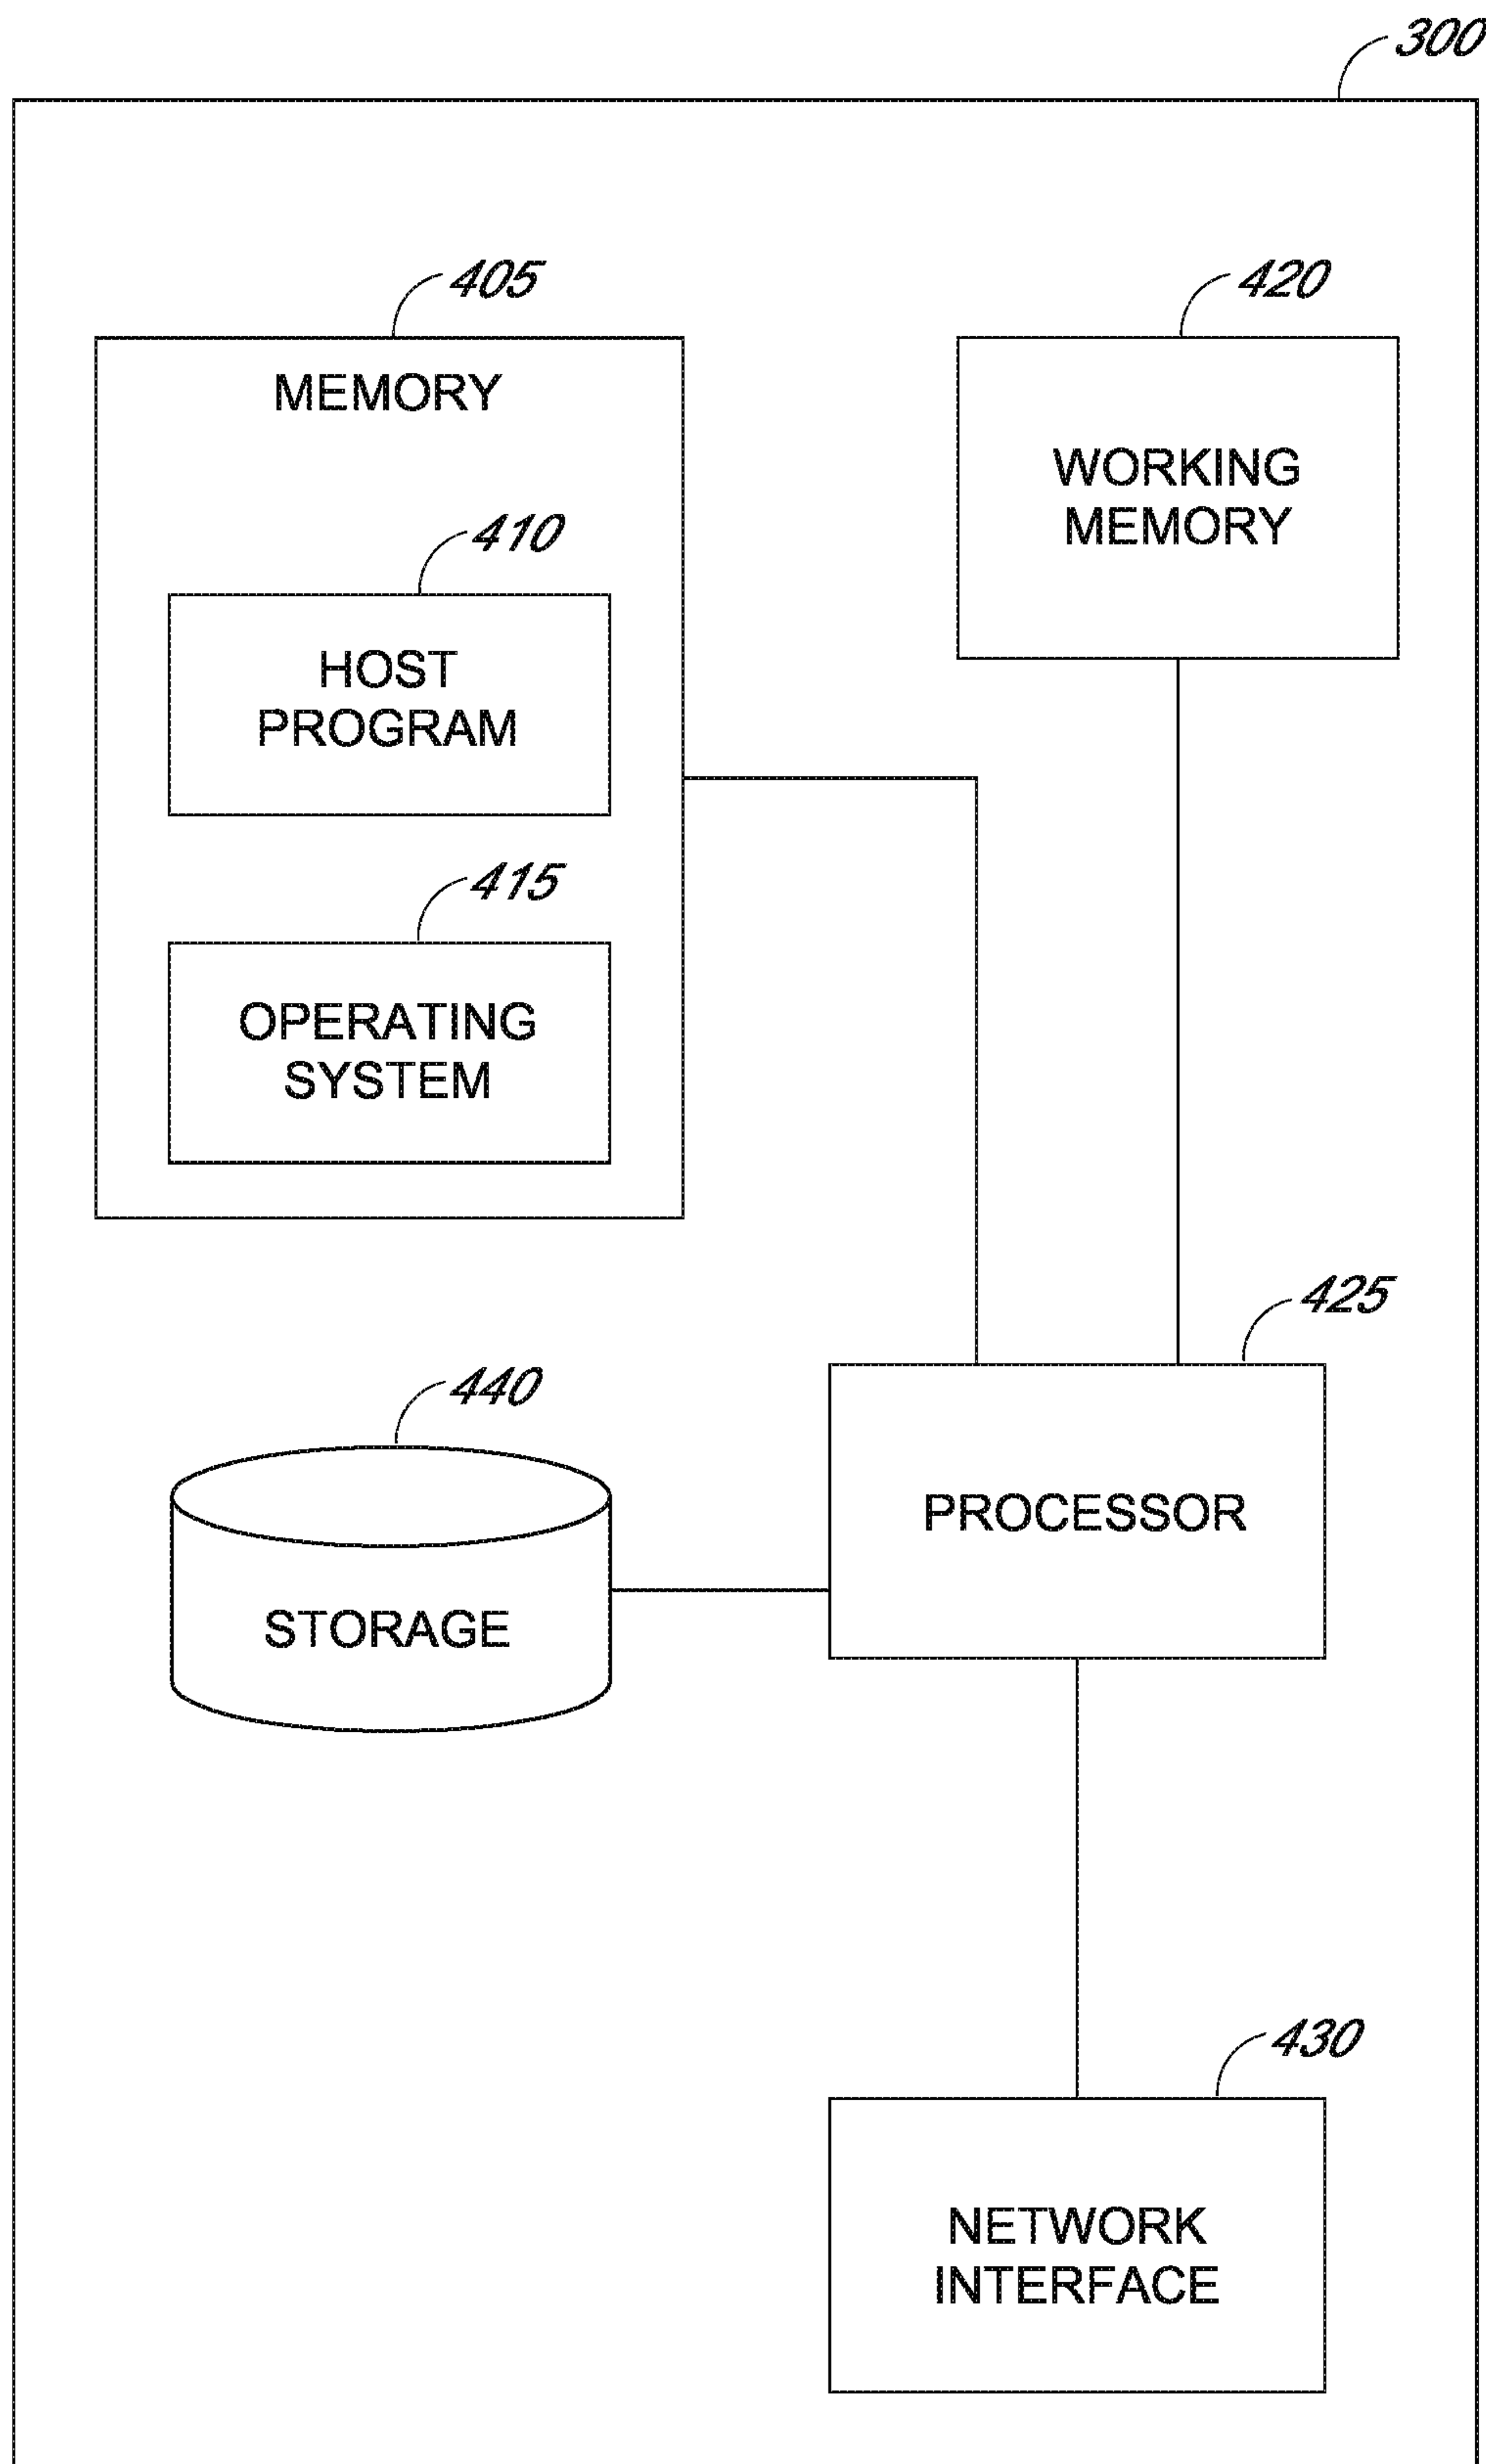 300
405
MEMORY
420
WORKING
MEMORY
410
HOST
PROGRAM
415
OPERATING
SYSTEM
425
PROCESSOR
440
STORAGE
430
NETWORK
INTERFACE